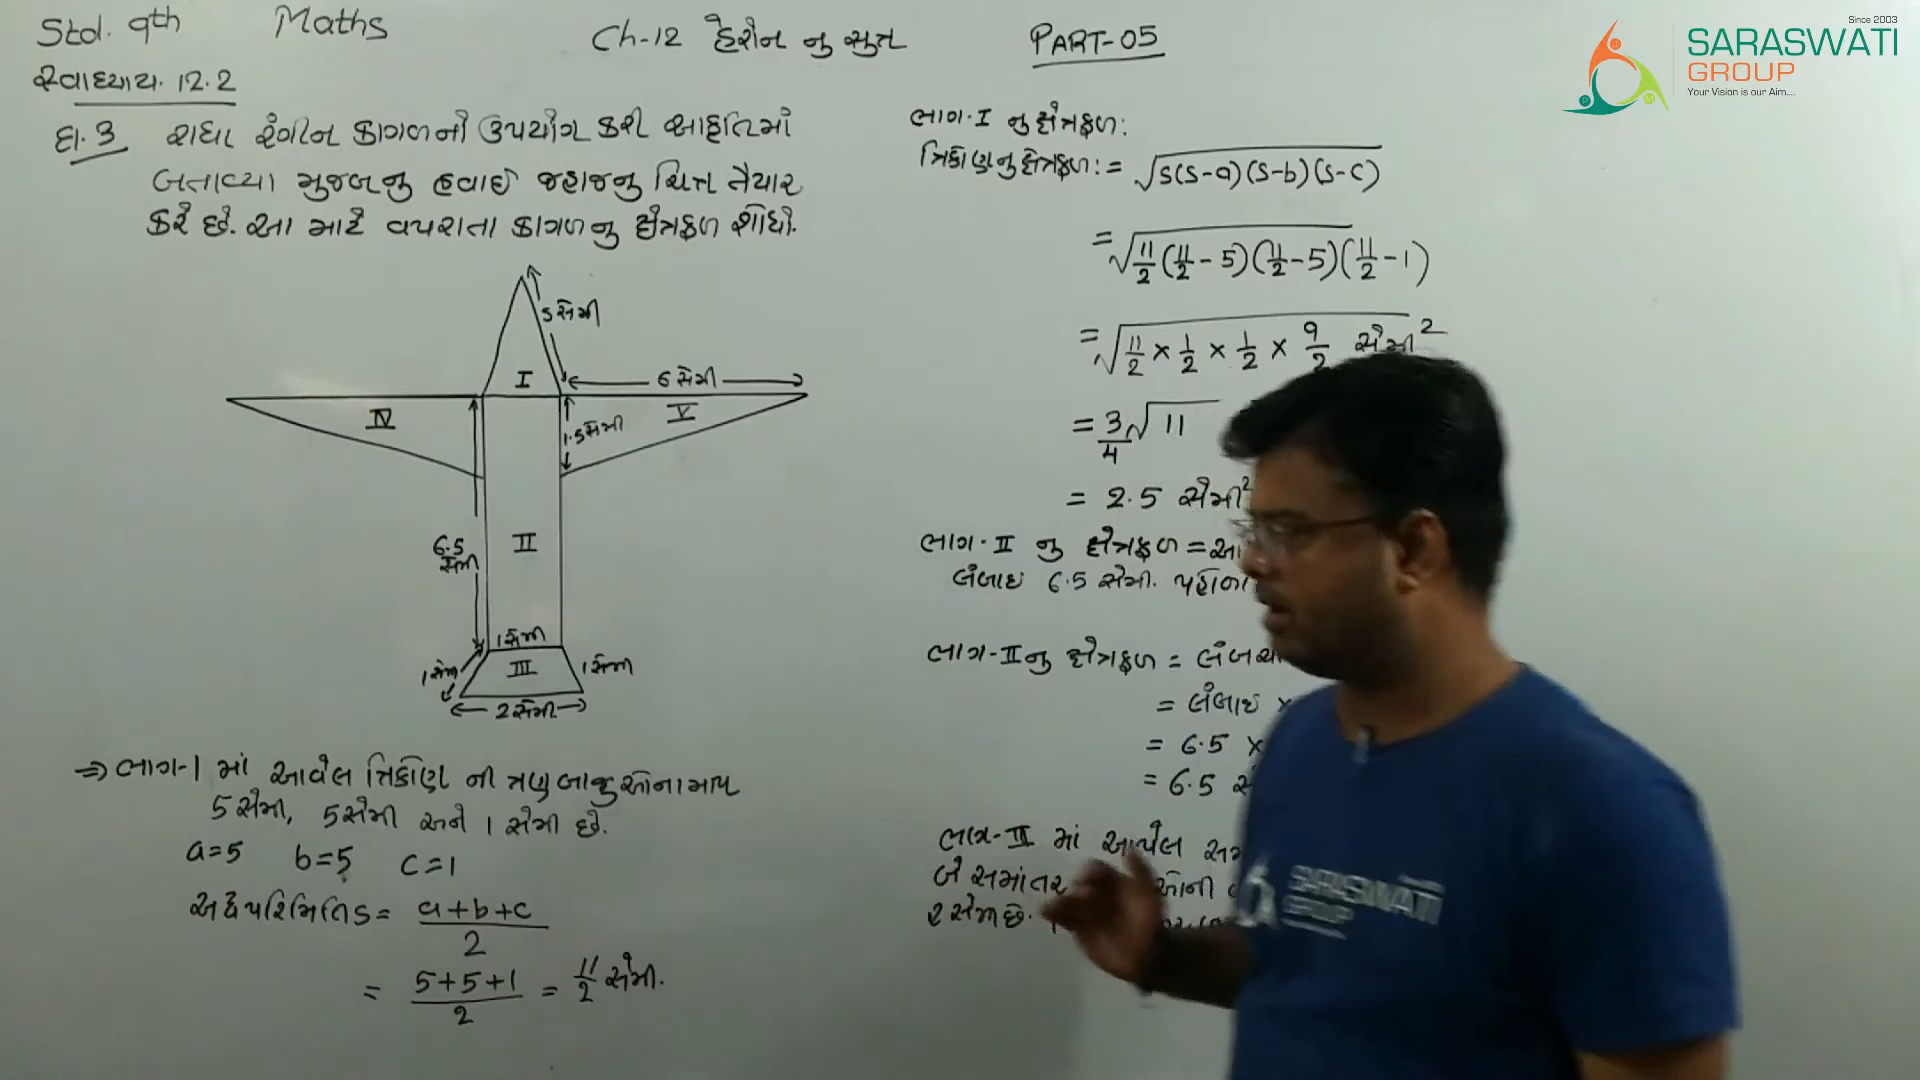 Std. 9th Maths Ch-12 હેરોન નુ સુત્ર PART-05
સ્વાધ્યાય. 12.2
દા. 3 રાધા રંગીન કાગળનો ઉપયોગ કરી આકૃતિમાં
બતાવ્યા મુજબનુ હવાઈ જહાજનુ ચિત્ર તૈયાર
કરે છે. આ માટે વપરાતા કાગળનુ ક્ષેત્રફળ શોધો.
5 સેમી
I
6 સેમી
IV
V
1.5 સેમી
6.5
સેમી
II
1 સેમી
1 સેમી
III
1 સેમી
2 સેમી
⇒ ભાગ-1 માં આવેલ ત્રિકોણ ની ત્રણ બાજુઓના માપ
5 સેમી, 5 સેમી અને 1 સેમી છે.
a=5 b=5 c=1
અર્ધપરિમિતિ S = a+b+c
2
= 5+5+1 = 11/2 સેમી.
2
ભાગ-I નુ ક્ષેત્રફળ:
ત્રિકોણનુ ક્ષેત્રફળ: = √s(s-a)(s-b)(s-c)
= √11/2 (11/2 - 5)(11/2 - 5)(11/2 - 1)
= √11/2 × 1/2 × 1/2 × 9/2 સેમી²
= 3/4 √11
= 2.5 સેમી²
ભાગ-II નુ ક્ષેત્રફળ =
લંબાઇ 6.5 સેમી.
ભાગ-II નુ ક્ષેત્રફળ =
= લંબાઇ ×
= 6.5 ×
= 6.5
ભાગ-III માં આવેલ
બે સમાંતર
2 સેમી છે.
Since 2003
SARASWATI
GROUP
Your Vision is our Aim....
SARASWATI
GROUP